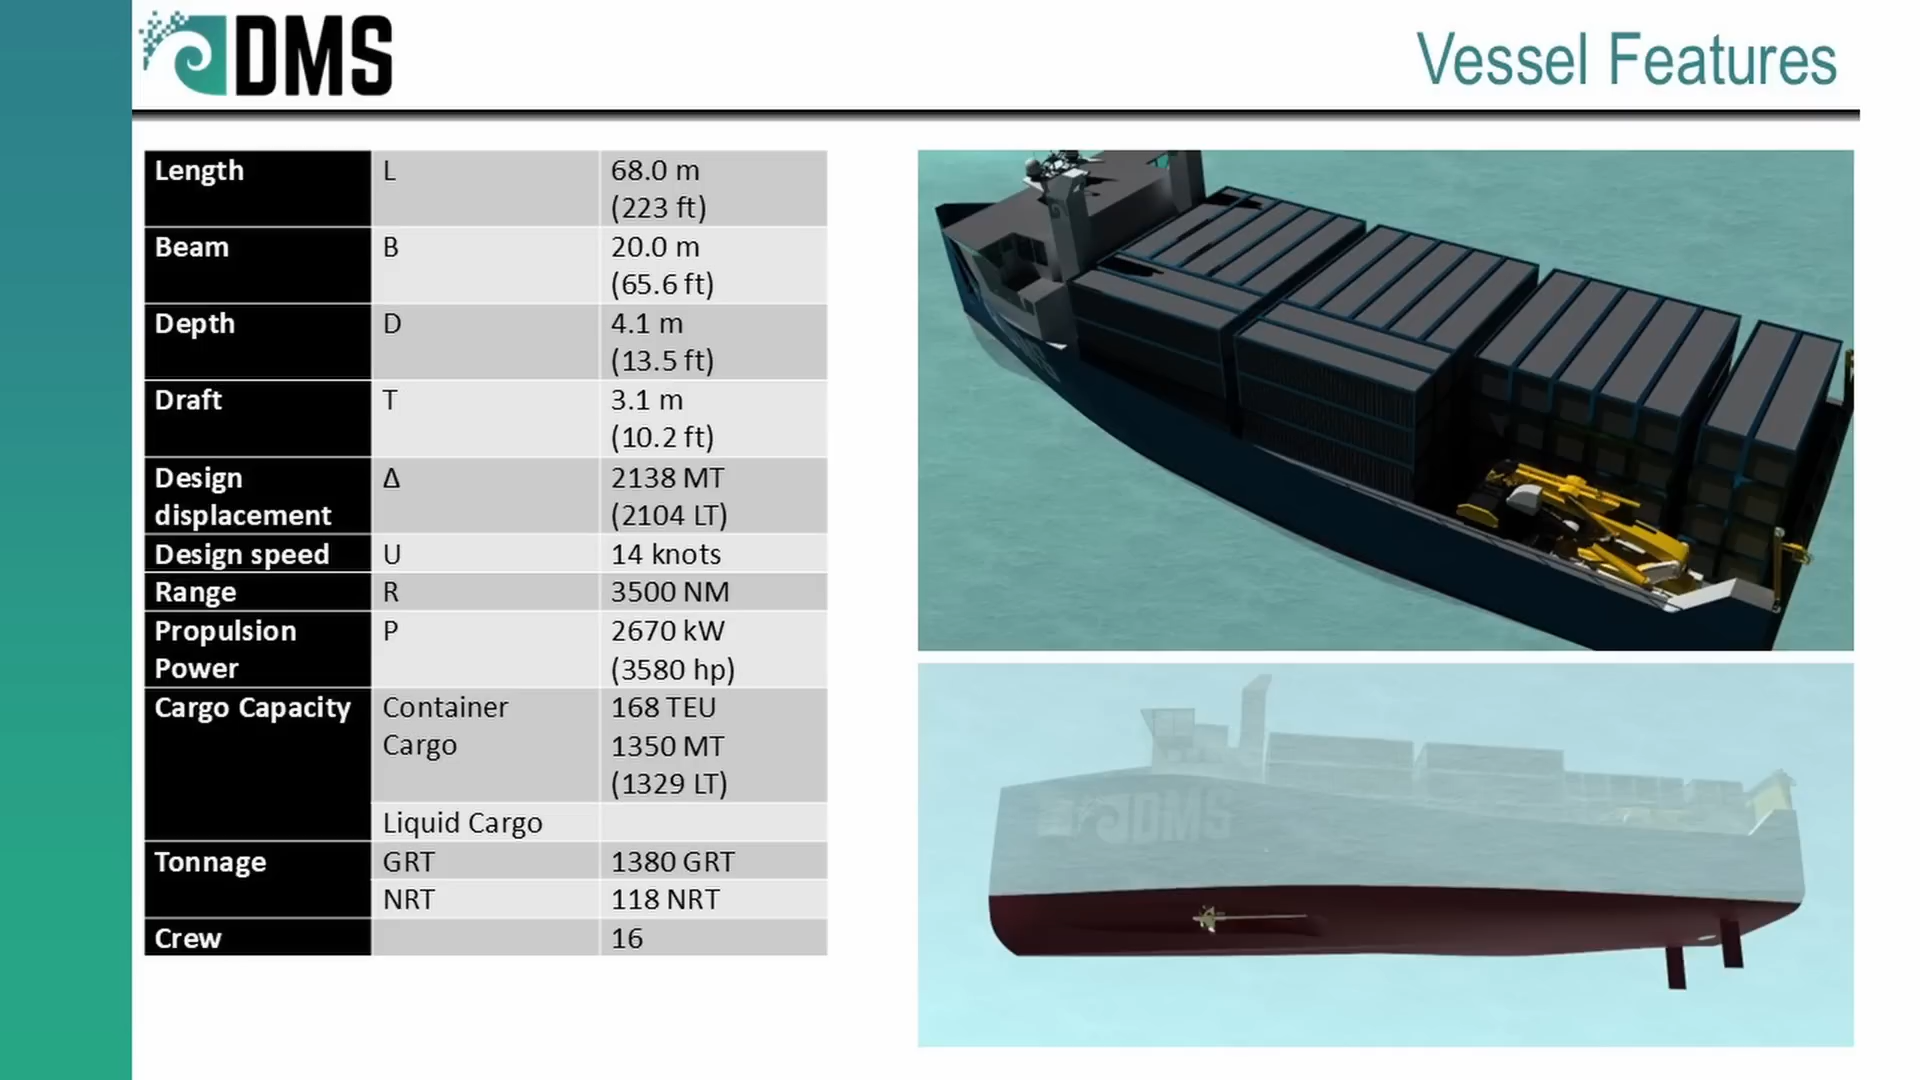 DMS
Vessel Features
Length L 68.0 m
(223 ft)
Beam B 20.0 m
(65.6 ft)
Depth D 4.1 m
(13.5 ft)
Draft T 3.1 m
(10.2 ft)
Design Δ 2138 MT
displacement (2104 LT)
Design speed U 14 knots
Range R 3500 NM
Propulsion P 2670 kW
Power (3580 hp)
Cargo Capacity Container 168 TEU
Cargo 1350 MT
(1329 LT)
Liquid Cargo
Tonnage GRT 1380 GRT
NRT 118 NRT
Crew 16
DMS